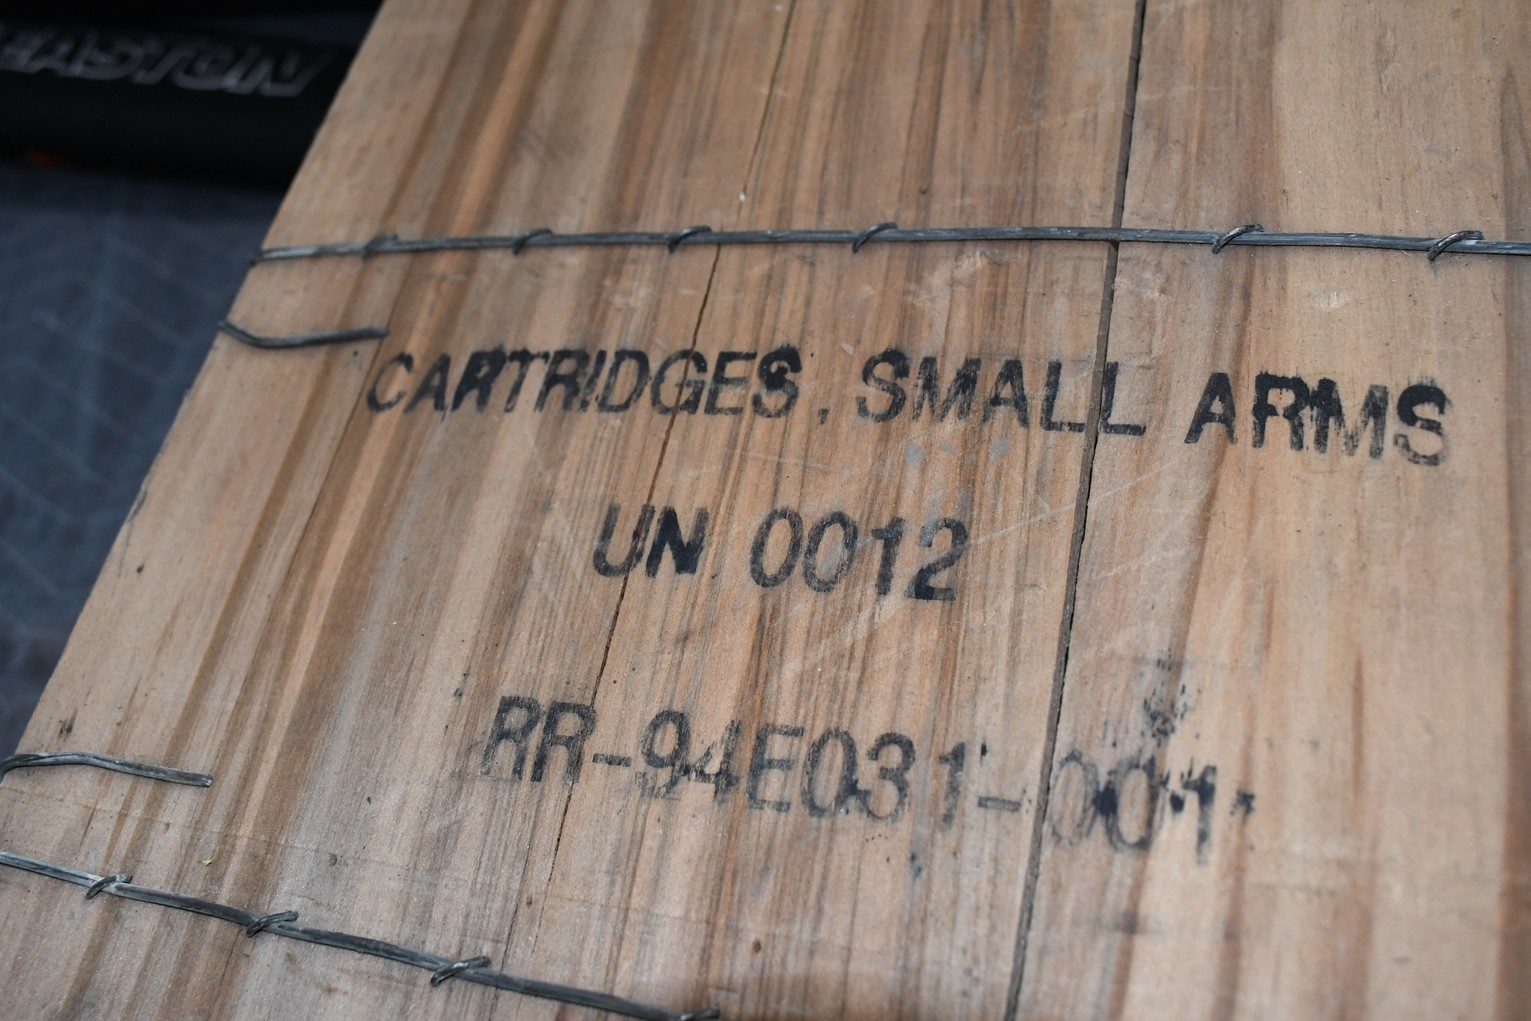 EASTON
CARTRIDGES, SMALL ARMS
UN 0012
RR-94E031-001